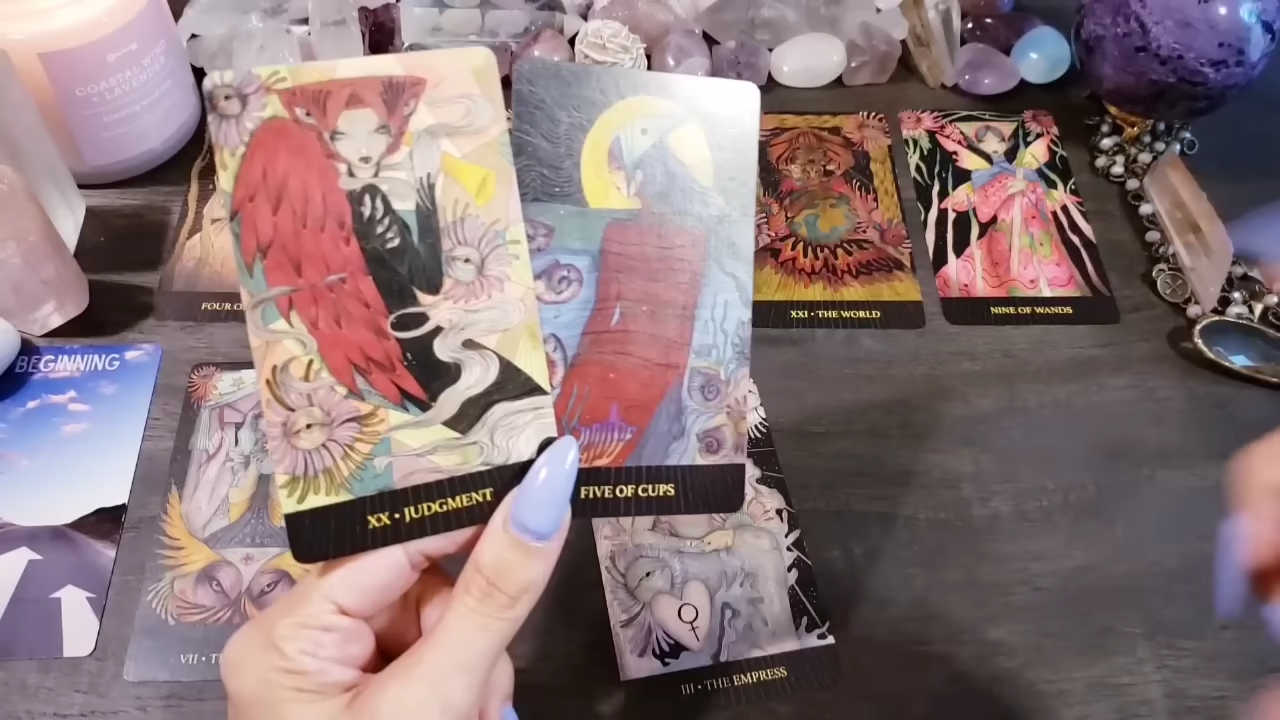 COASTAL WIND
+ LAVENDER
XXI • THE WORLD
NINE OF WANDS
FOUR O
BEGINNING
XX • JUDGMENT
FIVE OF CUPS
VII • T
III • THE EMPRESS